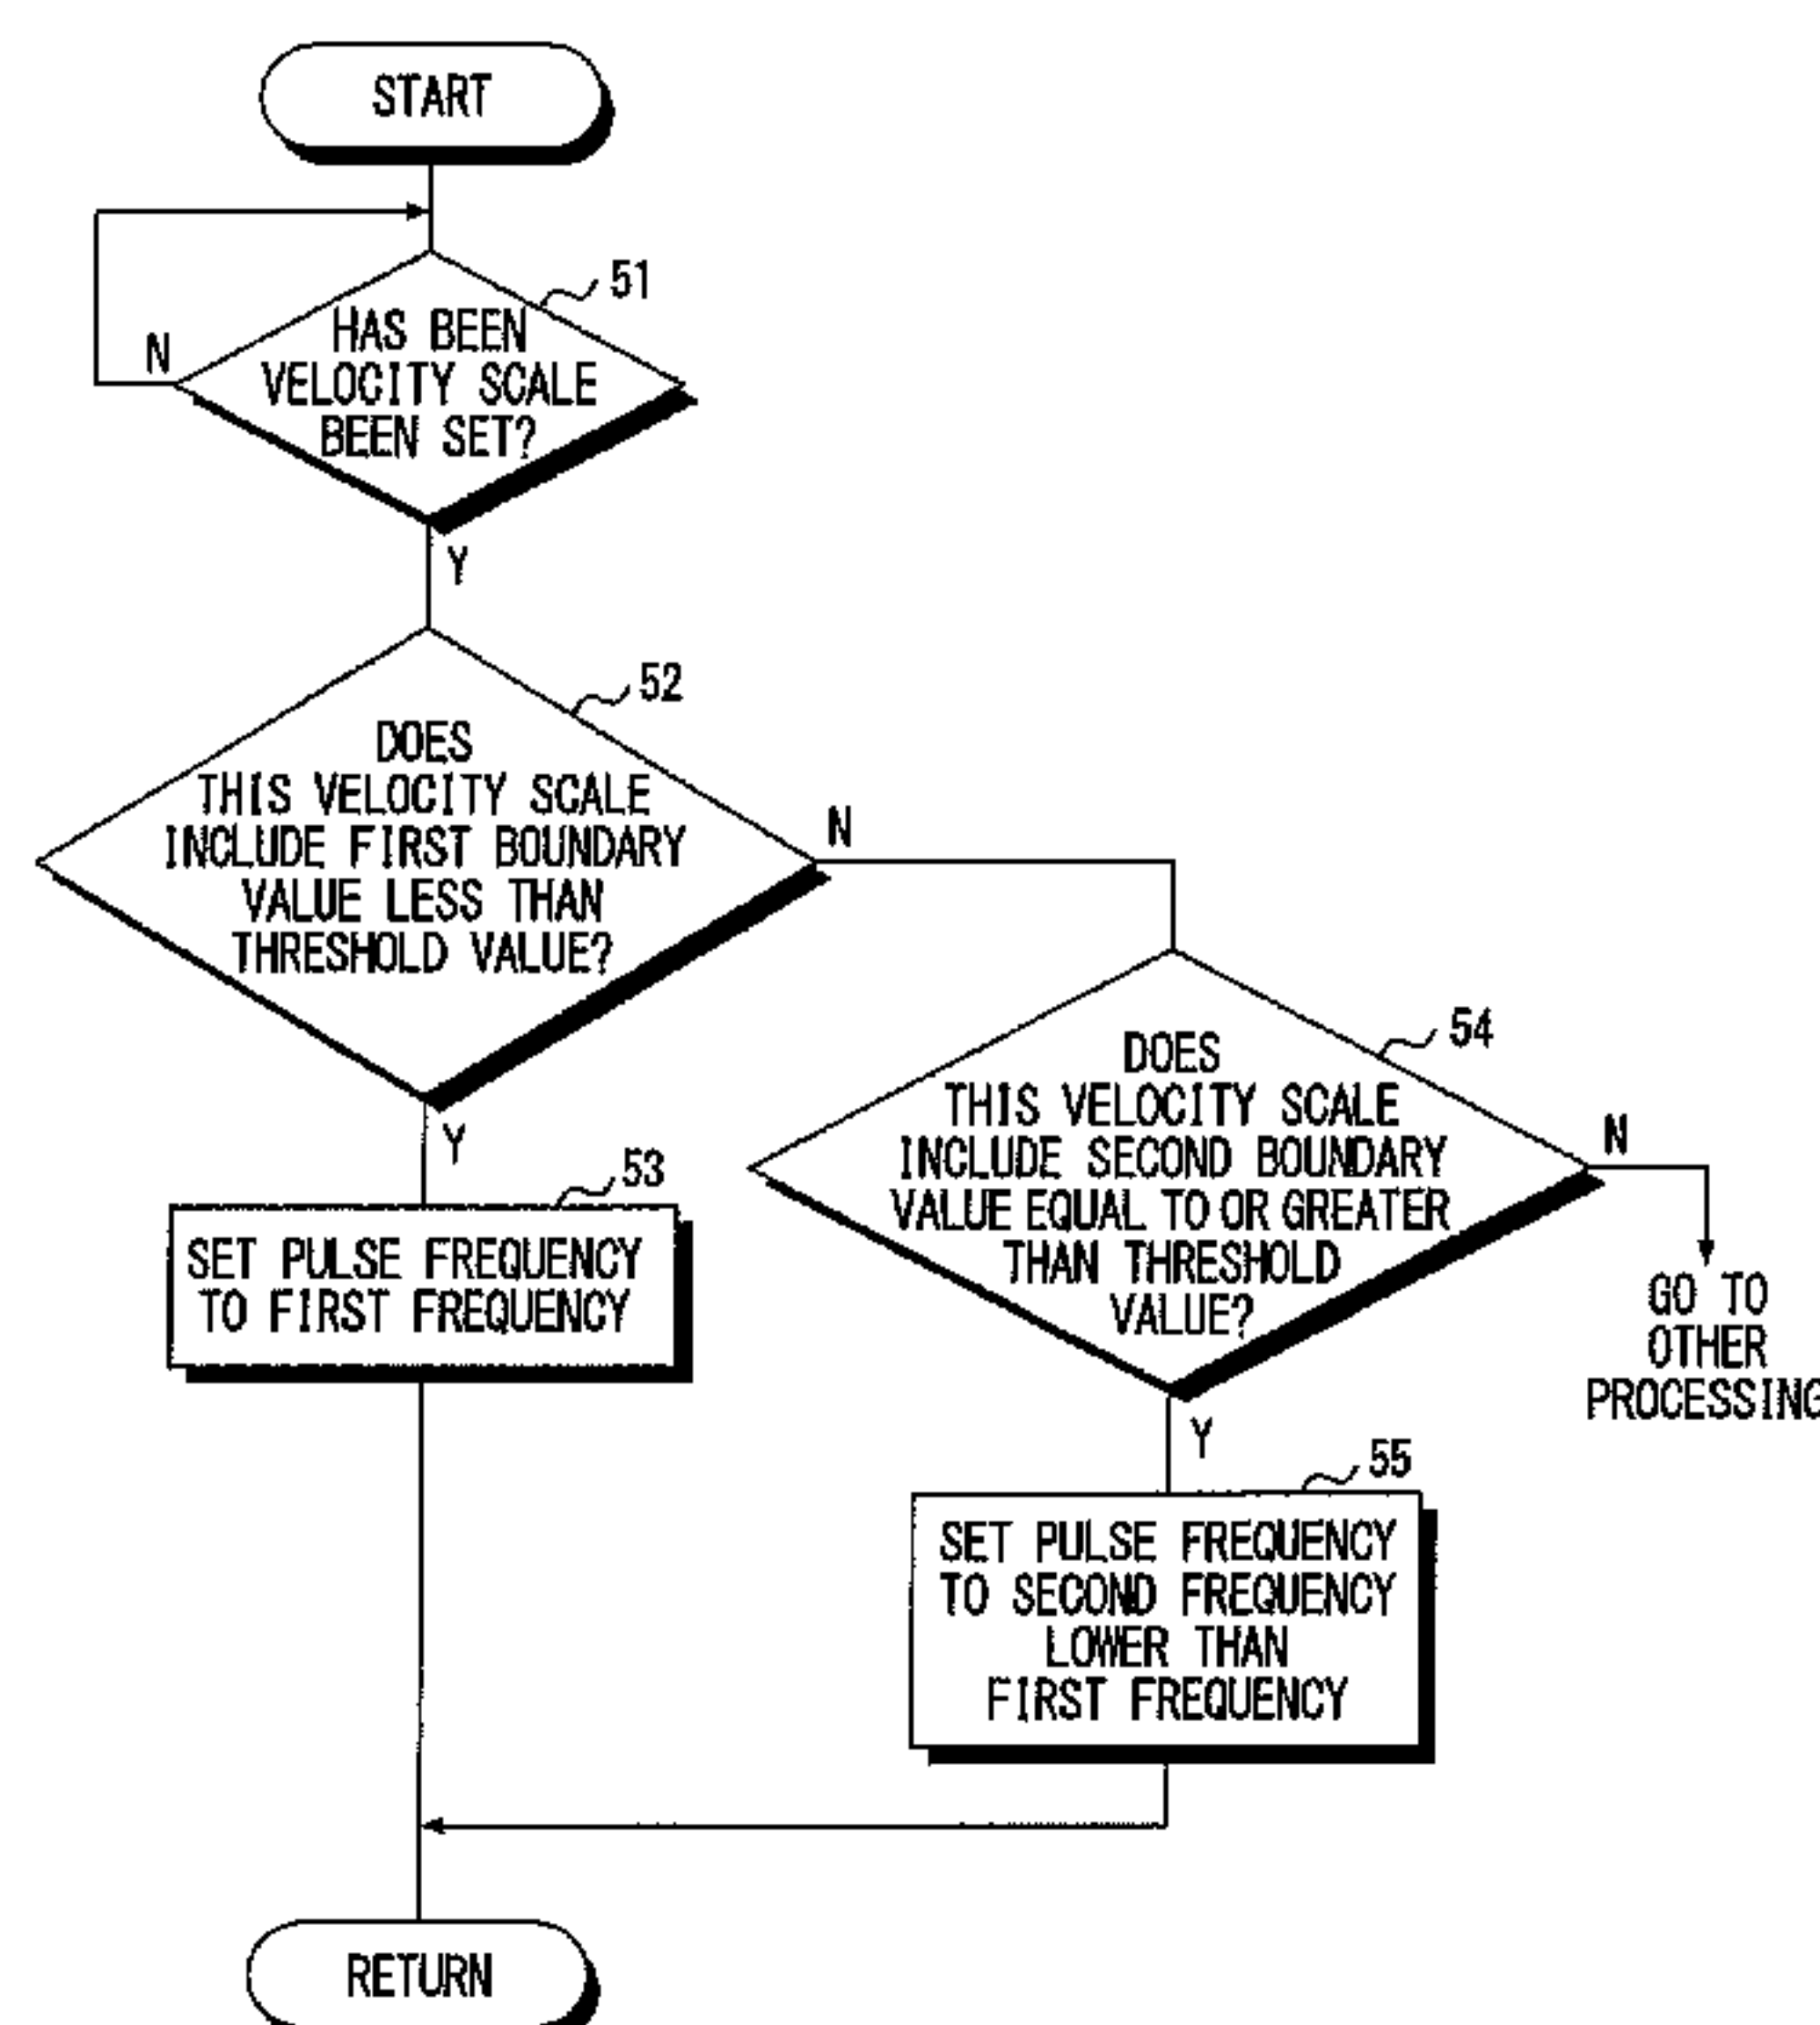 START
51
HAS BEEN
VELOCITY SCALE
BEEN SET?
N
Y
52
DOES
THIS VELOCITY SCALE
INCLUDE FIRST BOUNDARY
VALUE LESS THAN
THRESHOLD VALUE?
N
Y
53
SET PULSE FREQUENCY
TO FIRST FREQUENCY
54
DOES
THIS VELOCITY SCALE
INCLUDE SECOND BOUNDARY
VALUE EQUAL TO OR GREATER
THAN THRESHOLD
VALUE?
N
GO TO
OTHER
PROCESSING
Y
55
SET PULSE FREQUENCY
TO SECOND FREQUENCY
LOWER THAN
FIRST FREQUENCY
RETURN